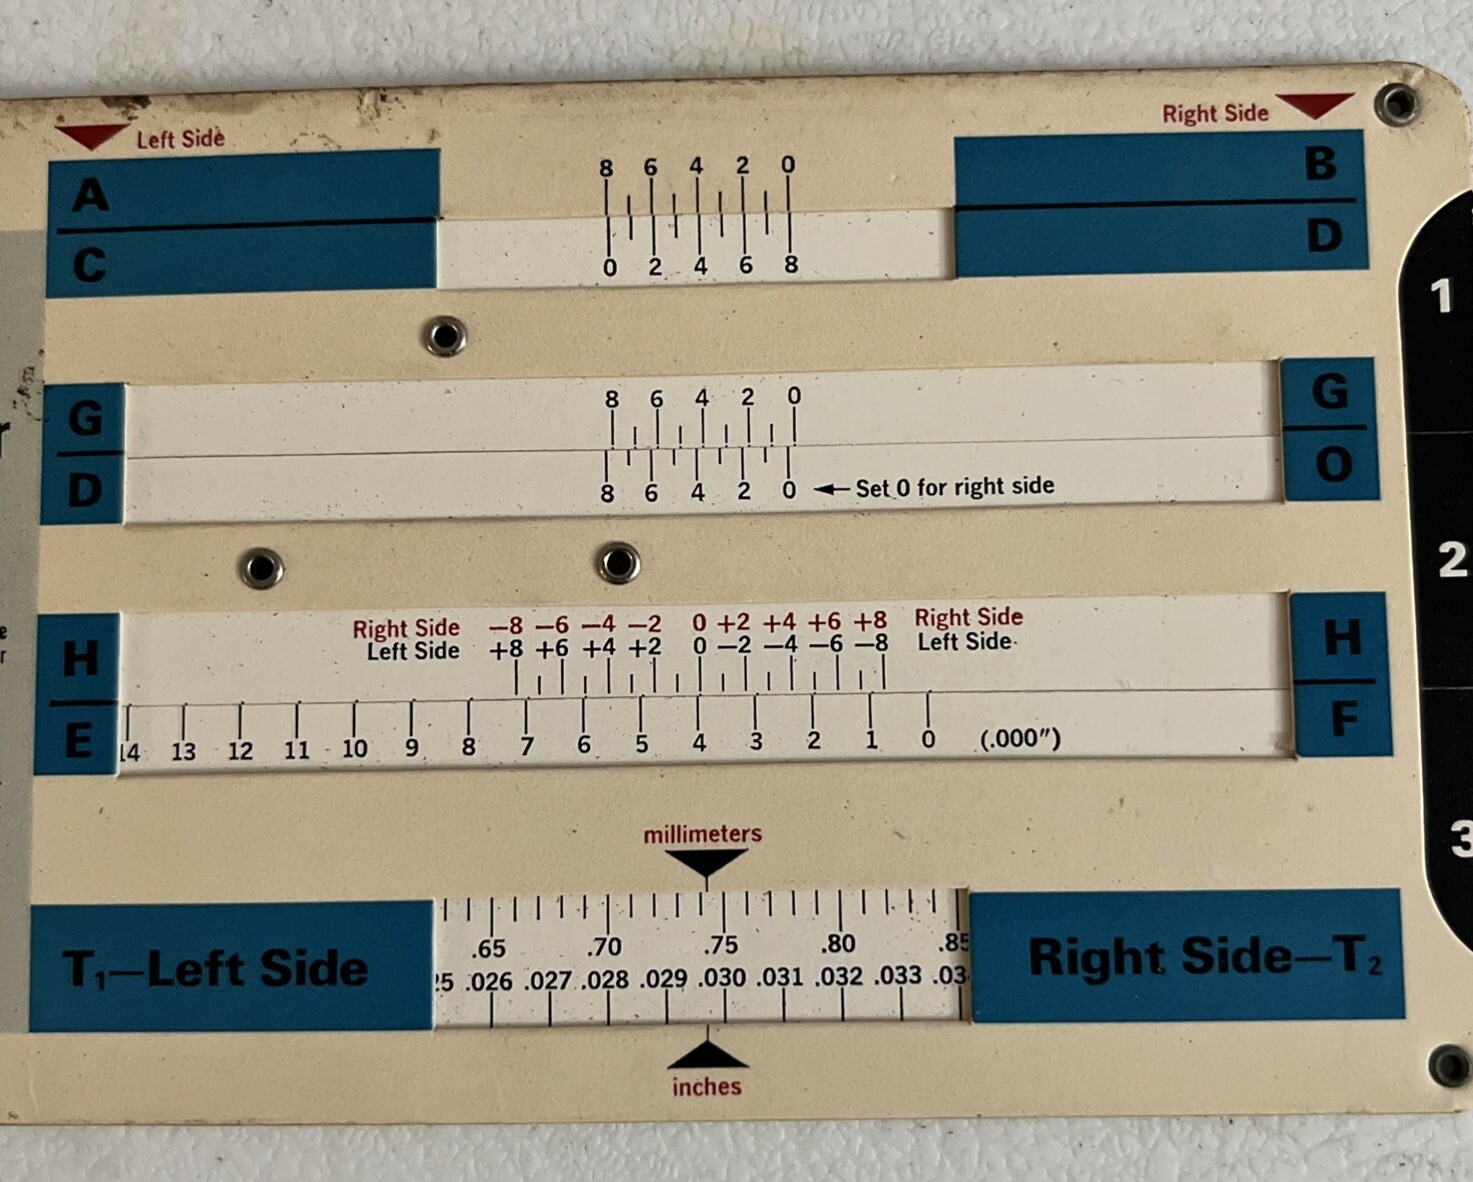 Left Side Right Side
A 8 6 4 2 0 B
C 0 2 4 6 8 D
1
G 8 6 4 2 0 G
D 8 6 4 2 0 ←Set 0 for right side O
2
Right Side −8 −6 −4 −2 0 +2 +4 +6 +8 Right Side
H Left Side +8 +6 +4 +2 0 −2 −4 −6 −8 Left Side H
E 14 13 12 11 10 9 8 7 6 5 4 3 2 1 0 (.000″) F
millimeters
3
.65 .70 .75 .80 .85
T₁—Left Side Right Side—T₂
.026 .027 .028 .029 .030 .031 .032 .033
inches